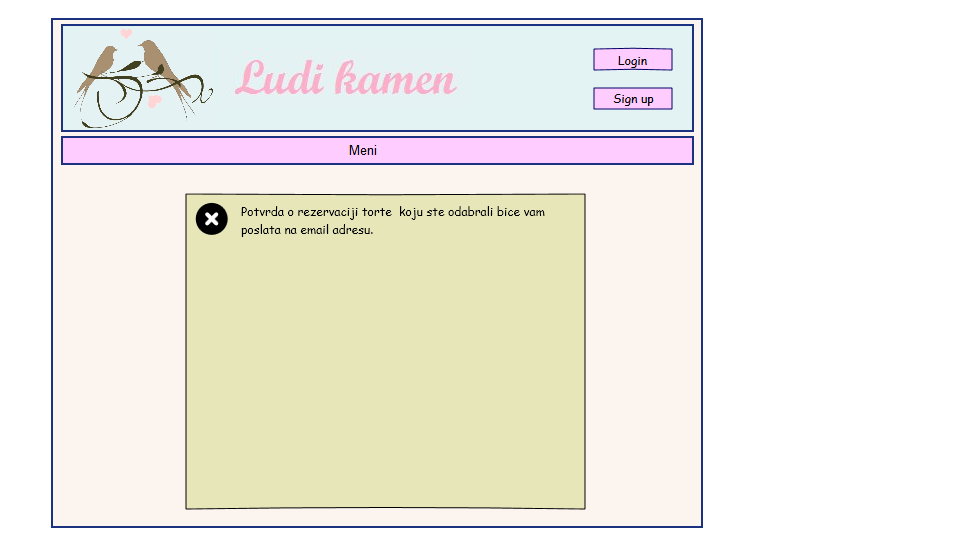 Ludi kamen
Login
Sign up
Meni
Potvrda o rezervaciji torte  koju ste odabrali bice vam
poslata na email adresu.